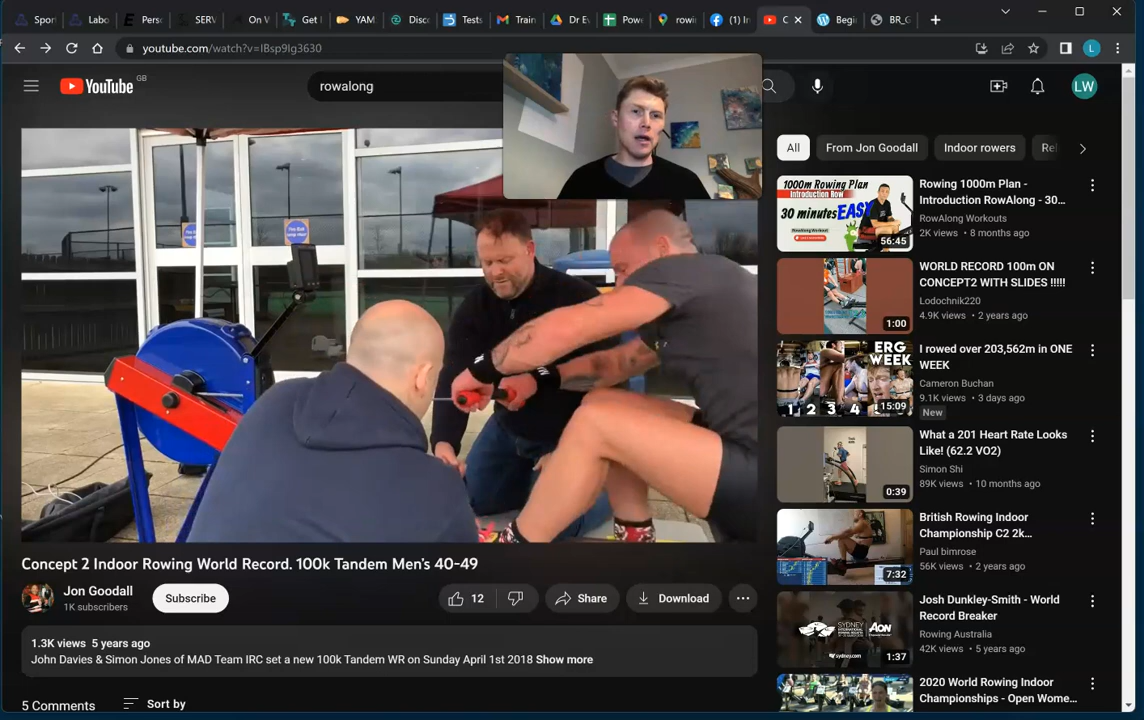 Spor
Labo
Pers
SERV
On V
Get
YAM
Disc
Tests
Train
Dr E
Powe
rowin
(1) In
C
Begi
BR_G
youtube.com/watch?v=IBsp9Ig3630
L
YouTube GB
rowalong
LW
All
From Jon Goodall
Indoor rowers
Rel
1000m Rowing Plan
Introduction Row
30 minutes EASY
56:45
Rowing 1000m Plan -
Introduction RowAlong - 30...
RowAlong Workouts
2K views • 8 months ago
1:00
WORLD RECORD 100m ON
CONCEPT2 WITH SLIDES !!!!!
Lodochnik220
4.9K views • 2 years ago
ERG
WEEK
1 2 3 4
15:09
I rowed over 203,562m in ONE
WEEK
Cameron Buchan
9.1K views • 3 days ago
New
0:39
What a 201 Heart Rate Looks
Like! (62.2 VO2)
Simon Shi
89K views • 10 months ago
7:32
British Rowing Indoor
Championship C2 2k...
Paul bimrose
56K views • 2 years ago
AON
1:37
Josh Dunkley-Smith - World
Record Breaker
Rowing Australia
42K views • 5 years ago
2020 World Rowing Indoor
Championships - Open Wome...
Concept 2 Indoor Rowing World Record. 100k Tandem Men's 40-49
Jon Goodall
1K subscribers
Subscribe
12
Share
Download
1.3K views 5 years ago
John Davies & Simon Jones of MAD Team IRC set a new 100k Tandem WR on Sunday April 1st 2018 Show more
5 Comments
Sort by